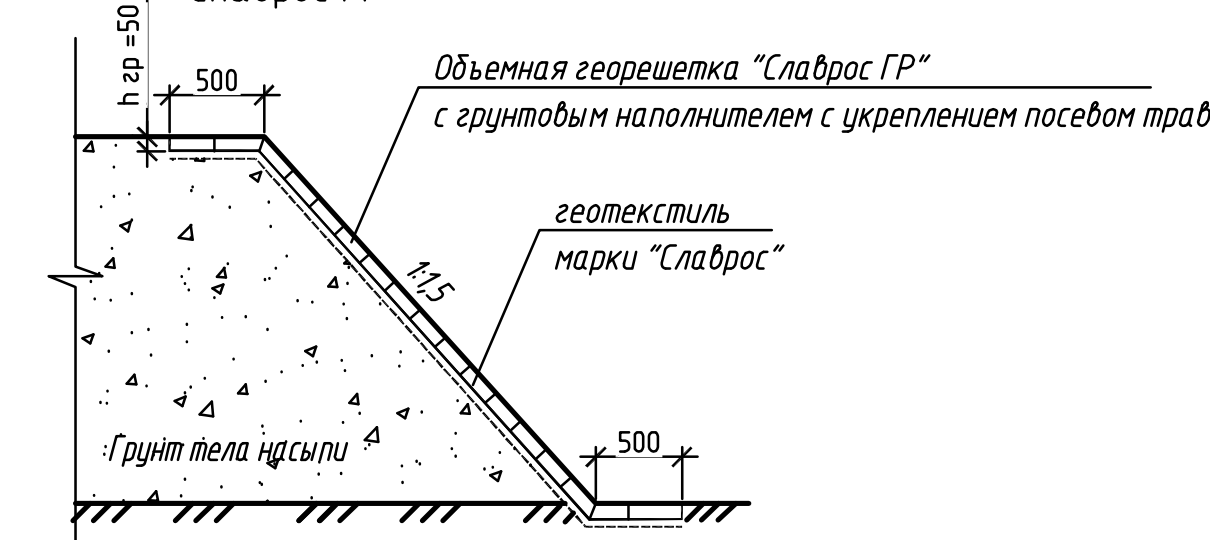 h гр =50
500
Объемная георешетка "Славрос ГР"
с грунтовым наполнителем с укреплением посевом трав
геотекстиль
марки "Славрос"
1:1,5
500
Грунт тела насыпи